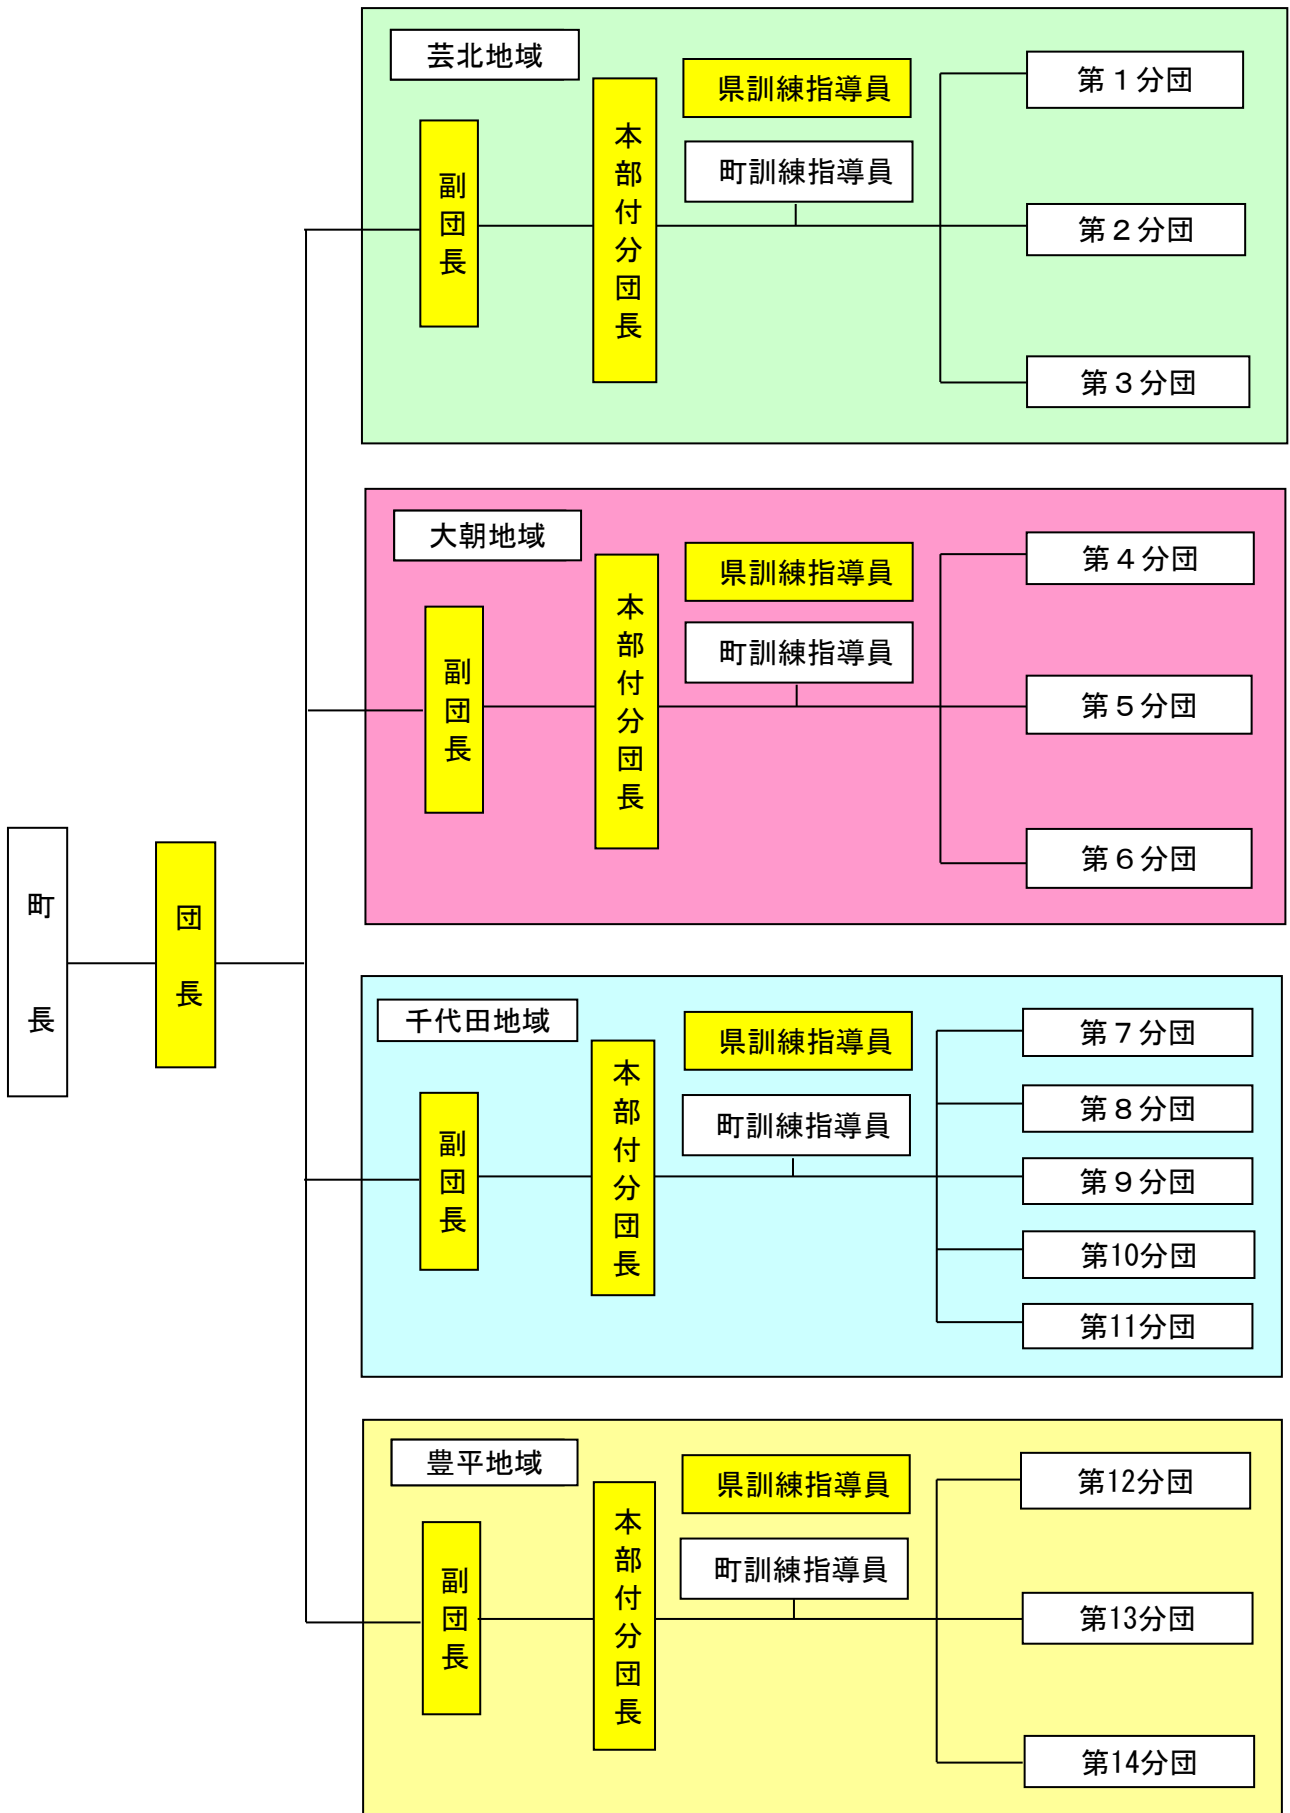 町長
団長
芸北地域
副団長
本部付分団長
県訓練指導員
町訓練指導員
第１分団
第２分団
第３分団
大朝地域
副団長
本部付分団長
県訓練指導員
町訓練指導員
第４分団
第５分団
第６分団
千代田地域
副団長
本部付分団長
県訓練指導員
町訓練指導員
第７分団
第８分団
第９分団
第10分団
第11分団
豊平地域
副団長
本部付分団長
県訓練指導員
町訓練指導員
第12分団
第13分団
第14分団